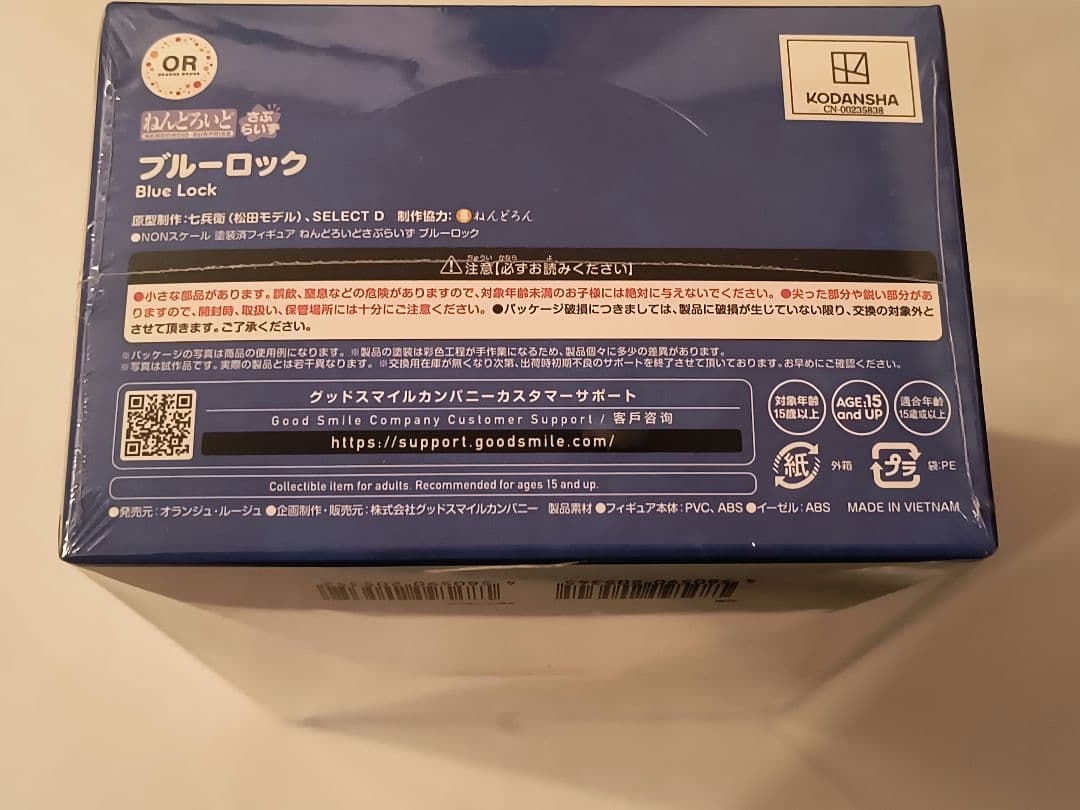 OR
ORANGE ROUGE
KODANSHA
CN-00235838
ねんどろいど さぷらいず
NENDOROID SURPRISE
ブルーロック
Blue Lock
原型制作:七兵衛(松田モデル)、SELECT D 制作協力: ねんどろん
●NONスケール 塗装済フィギュア ねんどろいどさぷらいず ブルーロック
ちゅうい かなら よ
⚠注意【必ずお読みください】
●小さな部品があります。誤飲、窒息などの危険がありますので、対象年齢未満のお子様には絶対に与えないでください。●尖った部分や鋭い部分があ
りますので、開封時、取扱い、保管場所には十分にご注意ください。●パッケージ破損につきましては、製品に破損が生じていない限り、交換の対象外と
させて頂きます。ご了承ください。
※パッケージの写真は商品の使用例になります。※製品の塗装は彩色工程が手作業になるため、製品個々に多少の差異があります。
※写真は試作品です。実際の製品とは若干異なります。※交換用在庫が無くなり次第、出荷時初期不良のサポートを終了させて頂いております。お早めにご確認ください。
グッドスマイルカンパニーカスタマーサポート
Good Smile Company Customer Support / 客戶咨询
https://support.goodsmile.com/
対象年齢
15歳以上
AGE:15
and UP
適合年齢
15歳或以上
紙 外箱
プラ 袋:PE
Collectible item for adults. Recommended for ages 15 and up.
●発売元:オランジュ・ルージュ ●企画制作・販売元:株式会社グッドスマイルカンパニー 製品素材 ●フィギュア本体:PVC、ABS ●イーゼル:ABS MADE IN VIETNAM